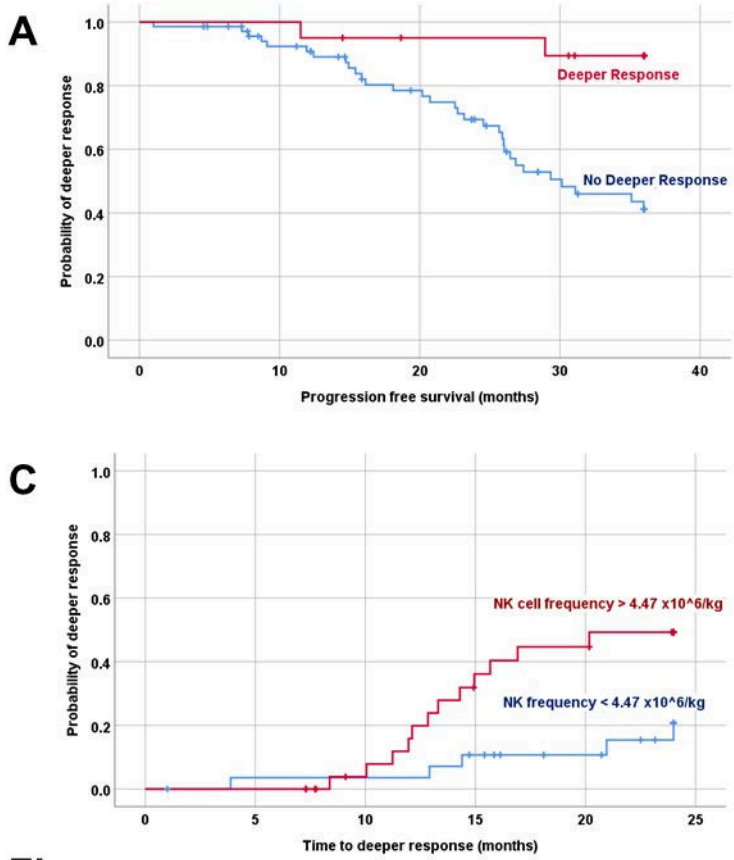 A
Probability of deeper response
1.0
0.8
0.6
0.4
0.2
0.0
Deeper Response
No Deeper Response
0 10 20 30 40
Progression free survival (months)
C
Probability of deeper response
1.0
0.8
0.6
0.4
0.2
0.0
NK cell frequency > 4.47 x10^6/kg
NK frequency < 4.47 x10^6/kg
0 5 10 15 20 25
Time to deeper response (months)